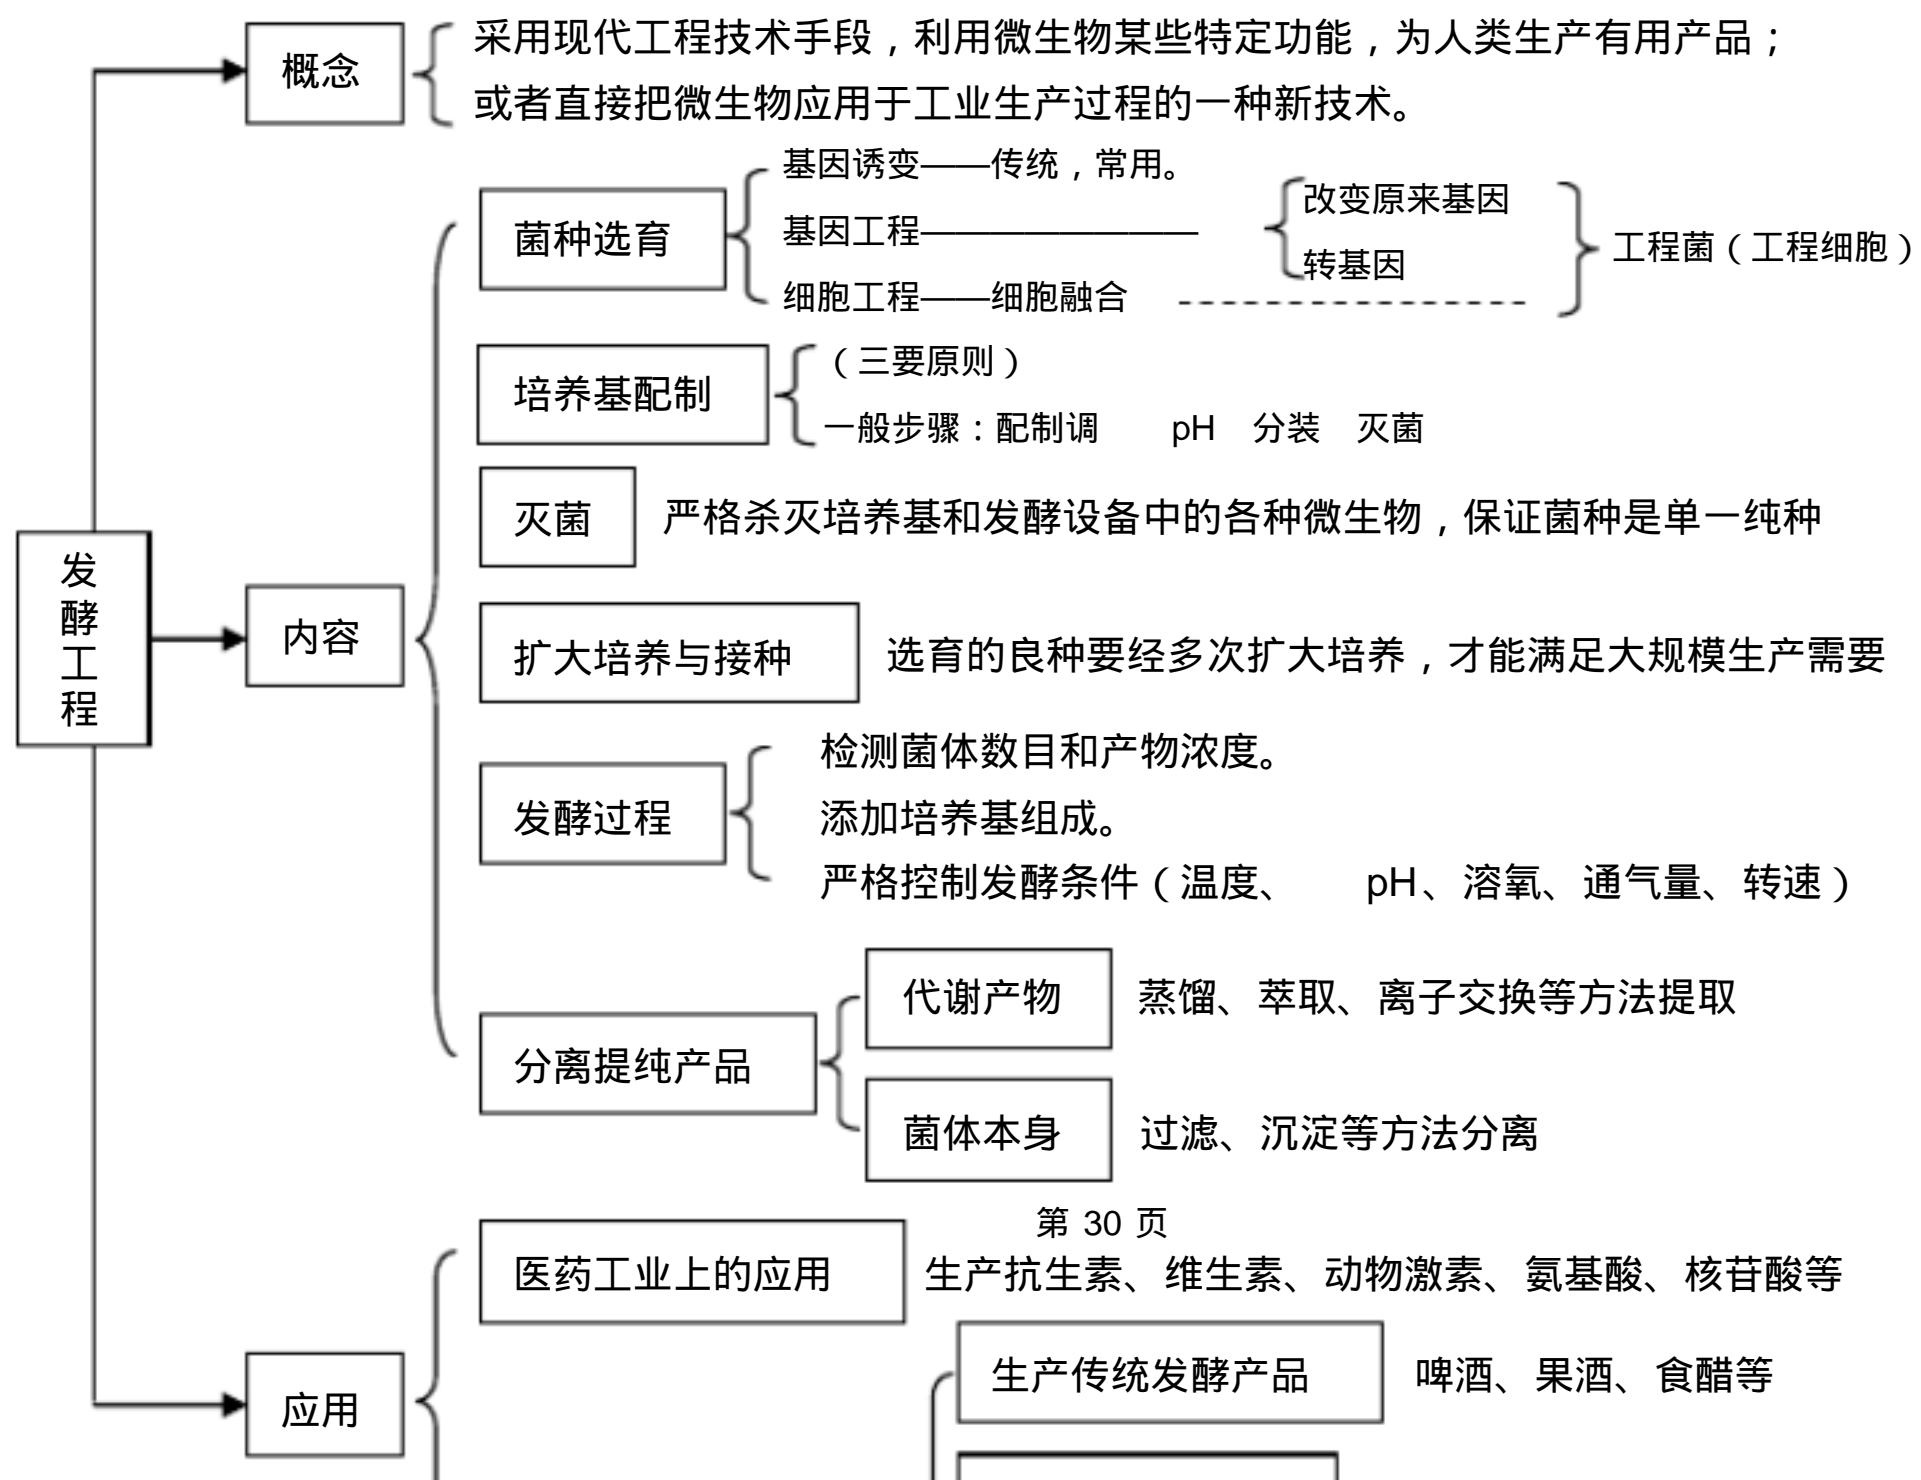 概念
采用现代工程技术手段，利用微生物某些特定功能，为人类生产有用产品；
或者直接把微生物应用于工业生产过程的一种新技术。
菌种选育
基因诱变——传统，常用。
基因工程————————
改变原来基因
转基因
细胞工程——细胞融合 ---------------
工程菌（工程细胞）
培养基配制
（三要原则）
一般步骤：配制调 pH 分装 灭菌
灭菌
严格杀灭培养基和发酵设备中的各种微生物，保证菌种是单一纯种
发
酵
工
程
内容
扩大培养与接种
选育的良种要经多次扩大培养，才能满足大规模生产需要
发酵过程
检测菌体数目和产物浓度。
添加培养基组成。
严格控制发酵条件（温度、 pH、溶氧、通气量、转速）
分离提纯产品
代谢产物
蒸馏、萃取、离子交换等方法提取
菌体本身
过滤、沉淀等方法分离
第 30 页
医药工业上的应用
生产抗生素、维生素、动物激素、氨基酸、核苷酸等
应用
生产传统发酵产品
啤酒、果酒、食醋等